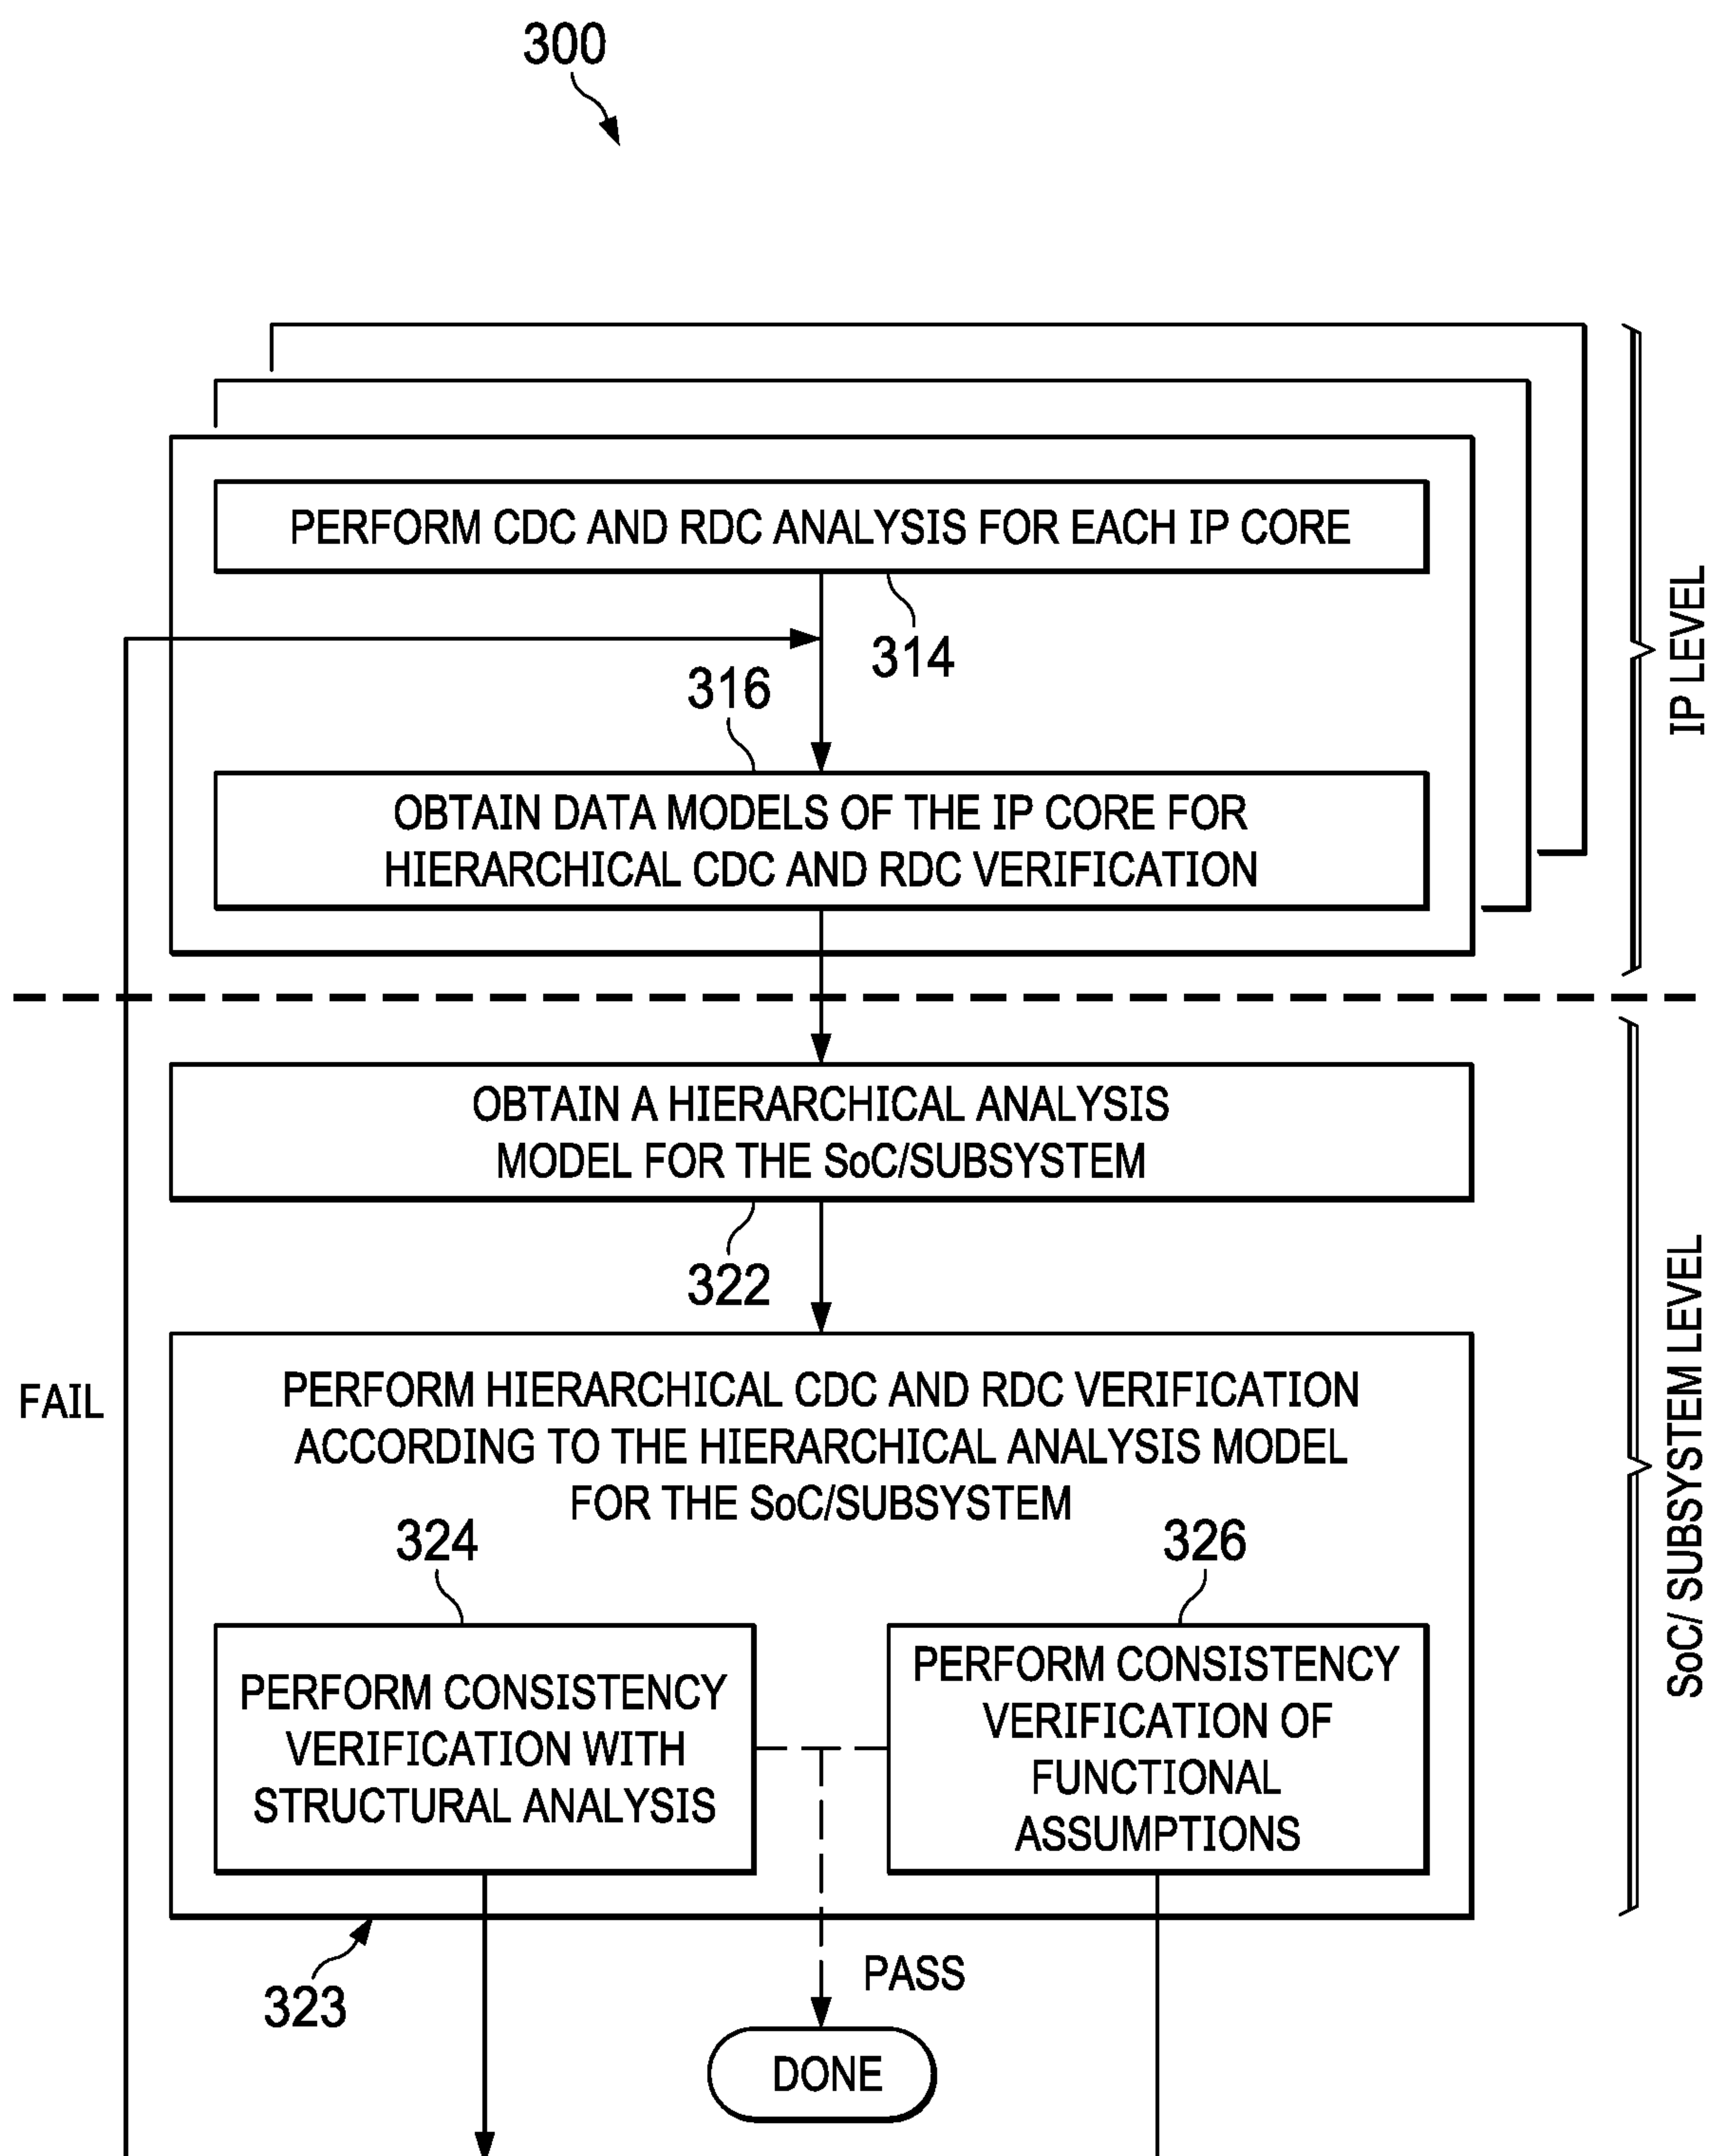 300
PERFORM CDC AND RDC ANALYSIS FOR EACH IP CORE
314
316
OBTAIN DATA MODELS OF THE IP CORE FOR
HIERARCHICAL CDC AND RDC VERIFICATION
IP LEVEL
OBTAIN A HIERARCHICAL ANALYSIS
MODEL FOR THE SoC/SUBSYSTEM
322
FAIL
PERFORM HIERARCHICAL CDC AND RDC VERIFICATION
ACCORDING TO THE HIERARCHICAL ANALYSIS MODEL
FOR THE SoC/SUBSYSTEM
324
326
PERFORM CONSISTENCY
VERIFICATION WITH
STRUCTURAL ANALYSIS
PERFORM CONSISTENCY
VERIFICATION OF
FUNCTIONAL
ASSUMPTIONS
SoC/ SUBSYSTEM LEVEL
323
PASS
DONE